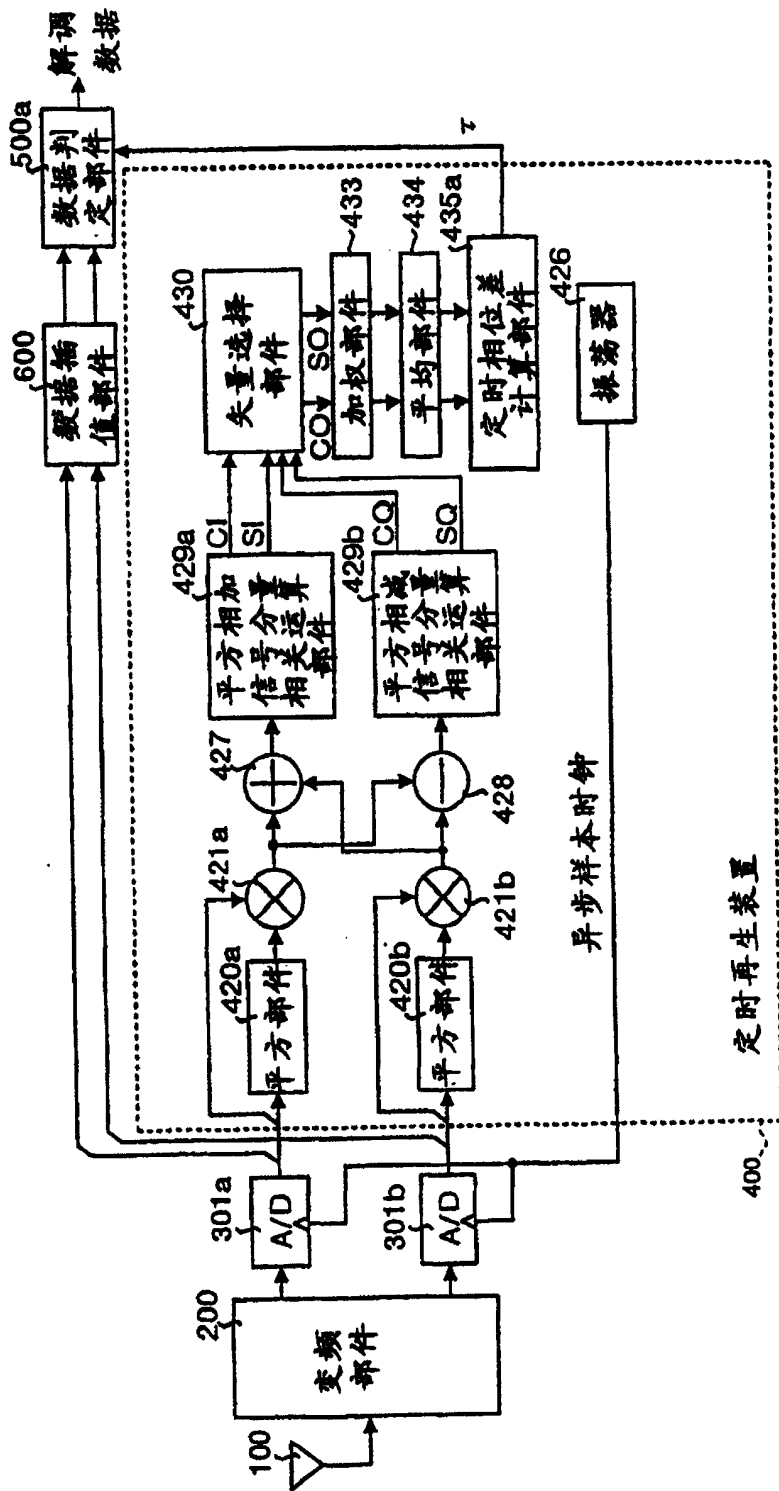 100
200
变频
部件
301a
A/D
301b
A/D
420a
平方部件
420b
平方部件
421a
421b
427
428
429a
平方相加
信号分量
相关运算
部件
429b
平方相减
信号分量
相关运算
部件
CI
SI
CQ
SQ
430
矢量选择
部件
CO
SO
加权部件
433
平均部件
434
定时相位差
计算部件
435a
振荡器
426
异步样本时钟
定时再生装置
400
τ
600
数据插
值部件
500a
数据判
定部件
解调
数据